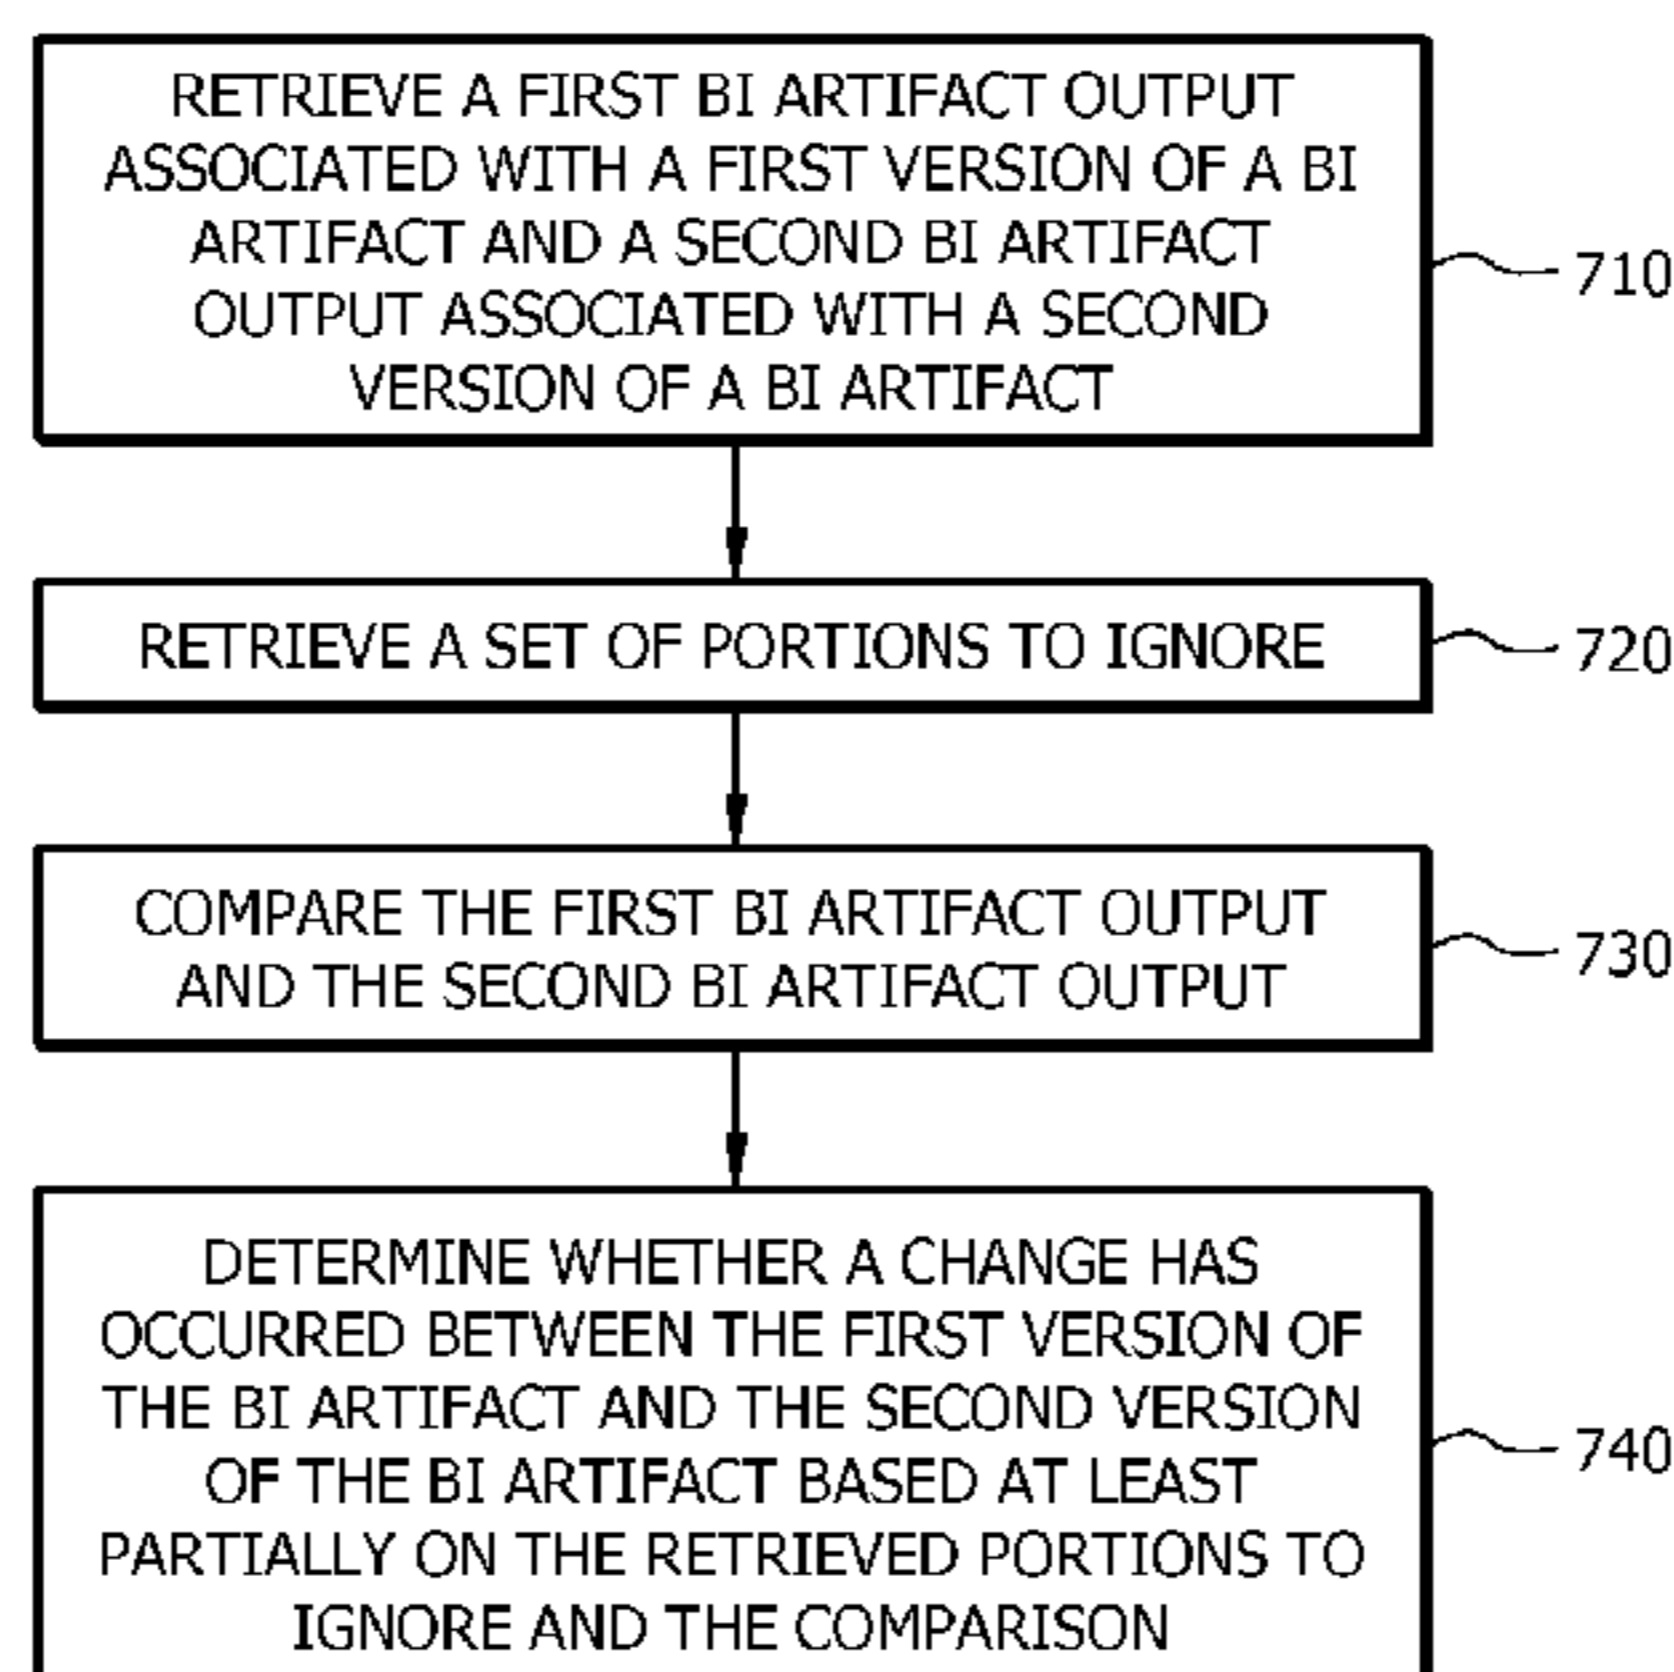 RETRIEVE A FIRST BI ARTIFACT OUTPUT
ASSOCIATED WITH A FIRST VERSION OF A BI
ARTIFACT AND A SECOND BI ARTIFACT
OUTPUT ASSOCIATED WITH A SECOND
VERSION OF A BI ARTIFACT
710
RETRIEVE A SET OF PORTIONS TO IGNORE
720
COMPARE THE FIRST BI ARTIFACT OUTPUT
AND THE SECOND BI ARTIFACT OUTPUT
730
DETERMINE WHETHER A CHANGE HAS
OCCURRED BETWEEN THE FIRST VERSION OF
THE BI ARTIFACT AND THE SECOND VERSION
OF THE BI ARTIFACT BASED AT LEAST
PARTIALLY ON THE RETRIEVED PORTIONS TO
IGNORE AND THE COMPARISON
740